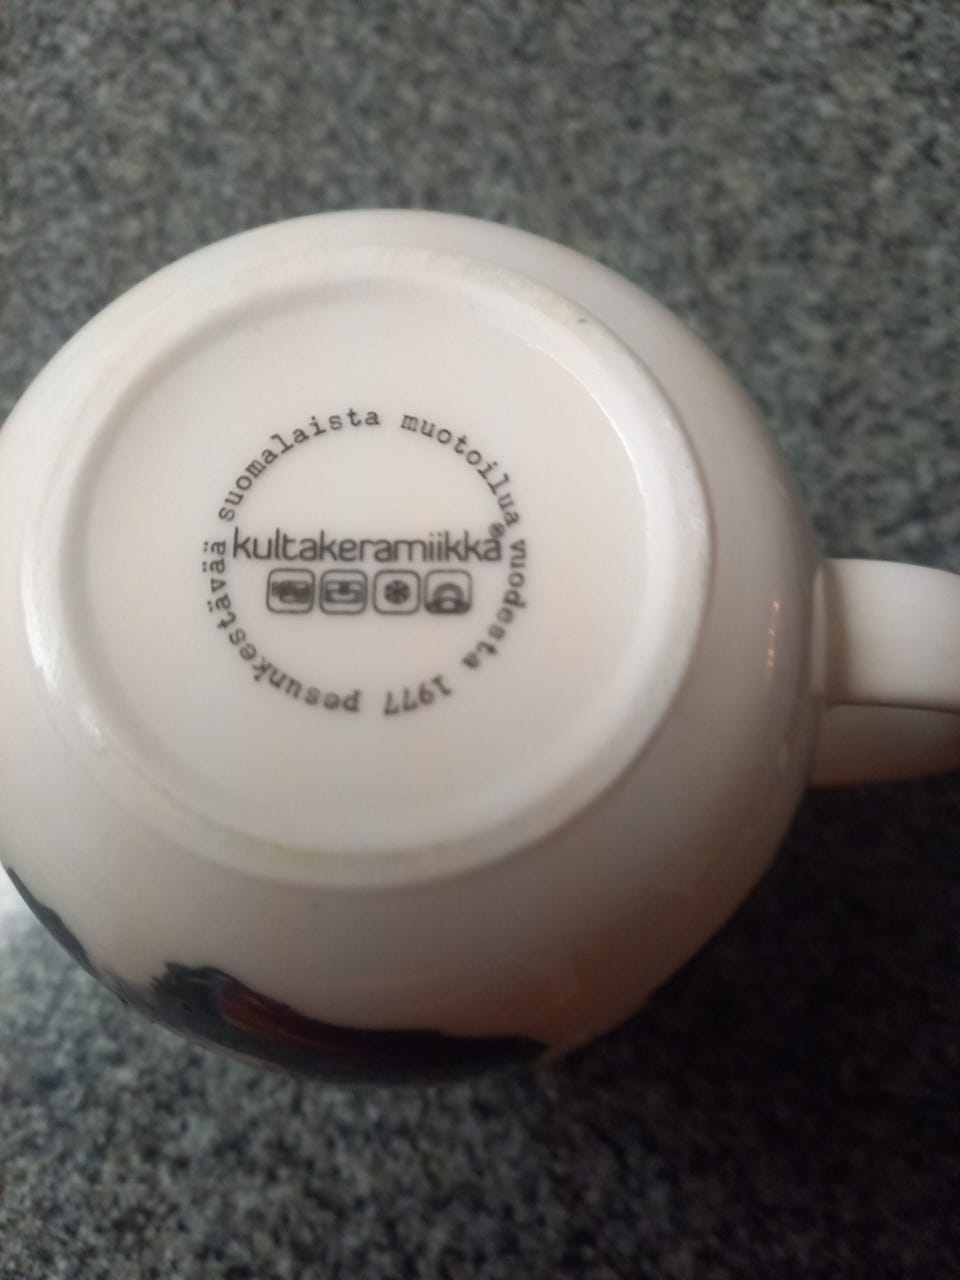 suomalaista muotoilua vuodesta 1977 pesunkestävää
kultakeramiikka®